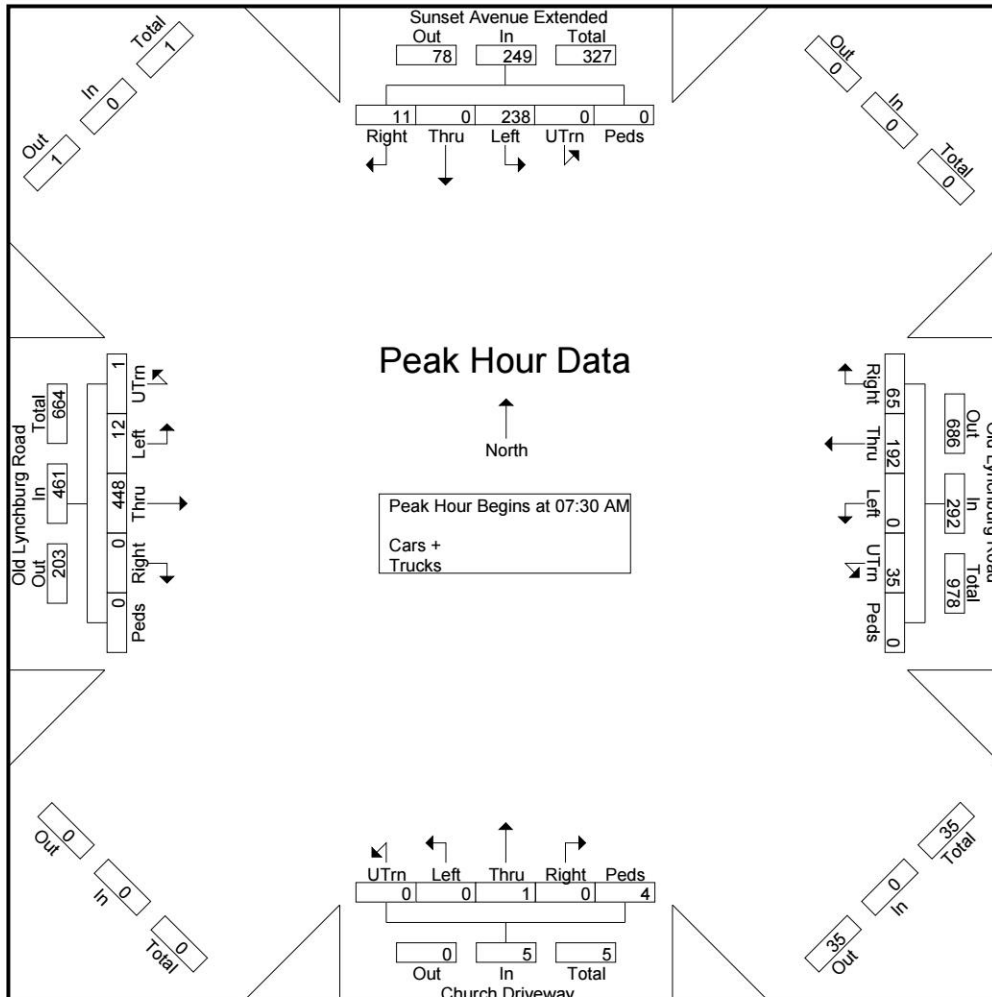 Sunset Avenue Extended
Out In Total
78 249 327
11 0 238 0 0
Right Thru Left UTrn Peds
Total
1
In
0
Out
1
Out
0
In
0
Total
0
Peak Hour Data
North
Peak Hour Begins at 07:30 AM
Cars +
Trucks
Old Lynchburg Road
Total In Out
664 461 203
1 12 448 0 0
UTrn Left Thru Right Peds
Right Thru Left UTrn Peds
65 192 0 35 0
Out In Total
686 292 978
Old Lynchburg Road
Out
0
In
0
Total
0
35
Total
0
In
35
Out
UTrn Left Thru Right Peds
0 0 1 0 4
0 5 5
Out In Total
Church Driveway